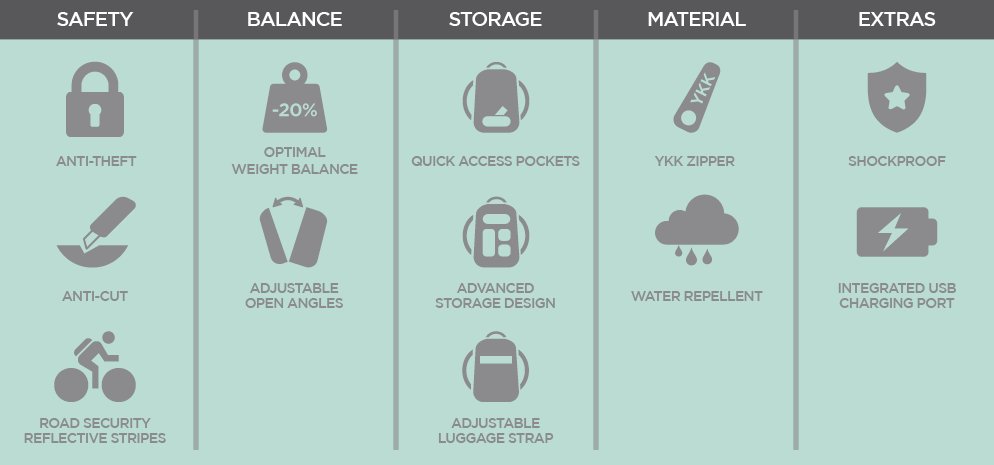 SAFETY
BALANCE
STORAGE
MATERIAL
EXTRAS
ANTI-THEFT
-20%
OPTIMAL
WEIGHT BALANCE
QUICK ACCESS POCKETS
YKK
YKK ZIPPER
SHOCKPROOF
ANTI-CUT
ADJUSTABLE
OPEN ANGLES
ADVANCED
STORAGE DESIGN
WATER REPELLENT
INTEGRATED USB
CHARGING PORT
ROAD SECURITY
REFLECTIVE STRIPES
ADJUSTABLE
LUGGAGE STRAP